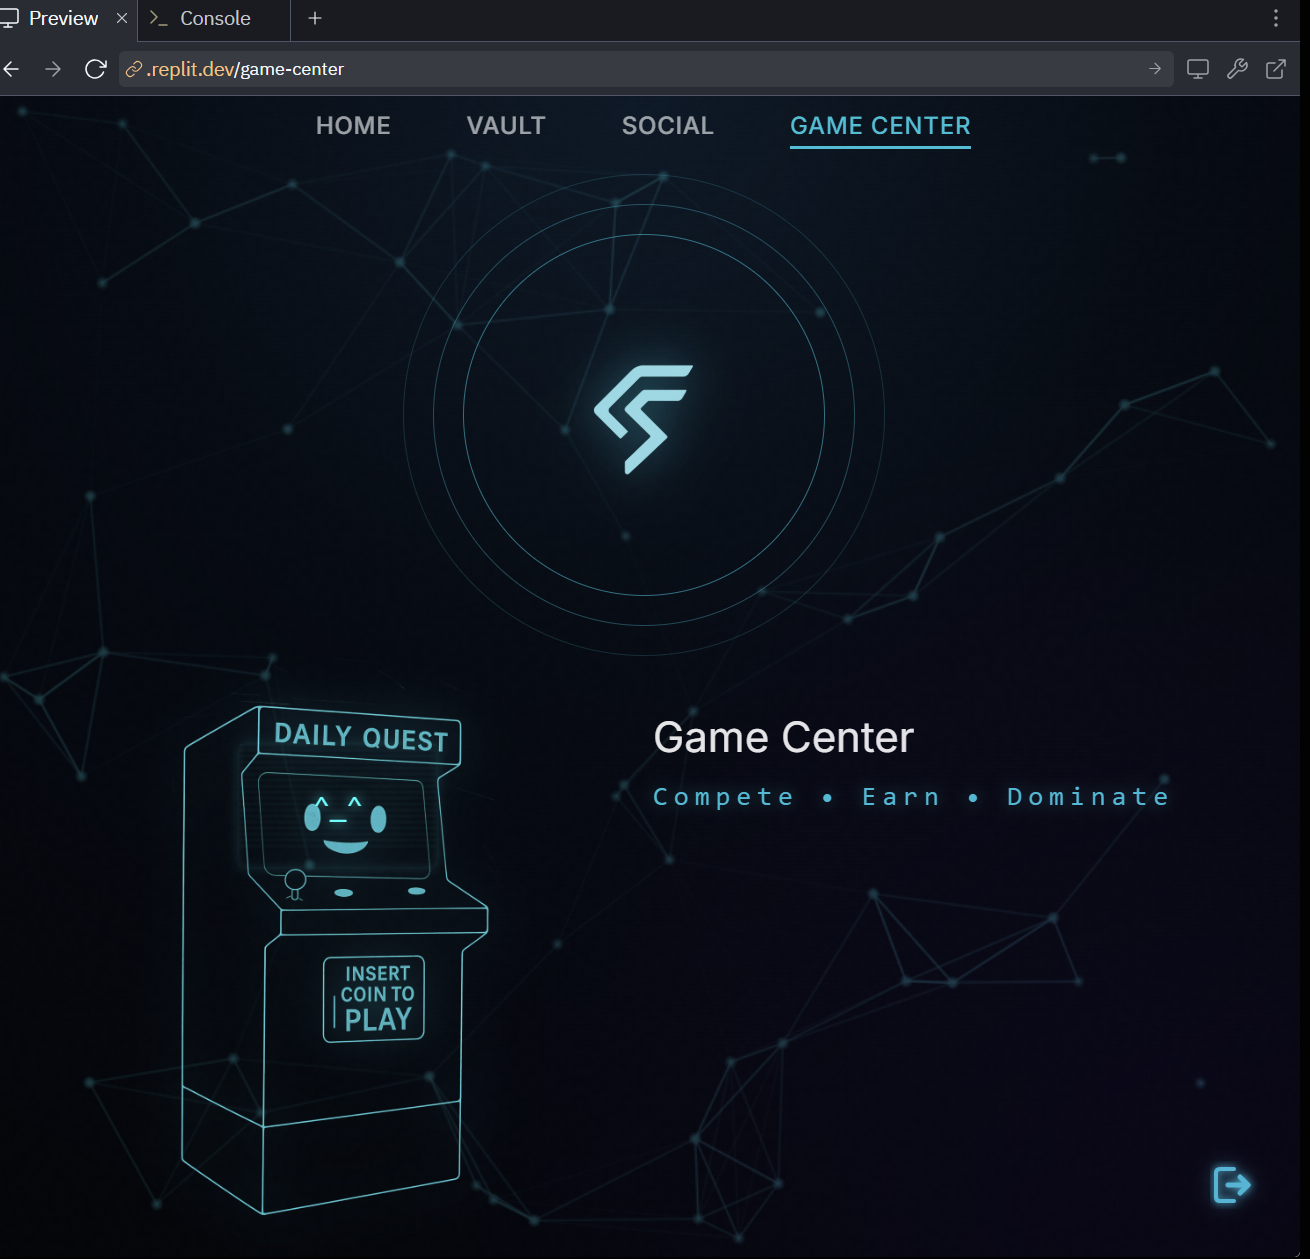 Preview
Console
.replit.dev/game-center
HOME
VAULT
SOCIAL
GAME CENTER
DAILY QUEST
^_^
INSERT
COIN TO
PLAY
Game Center
Compete • Earn • Dominate